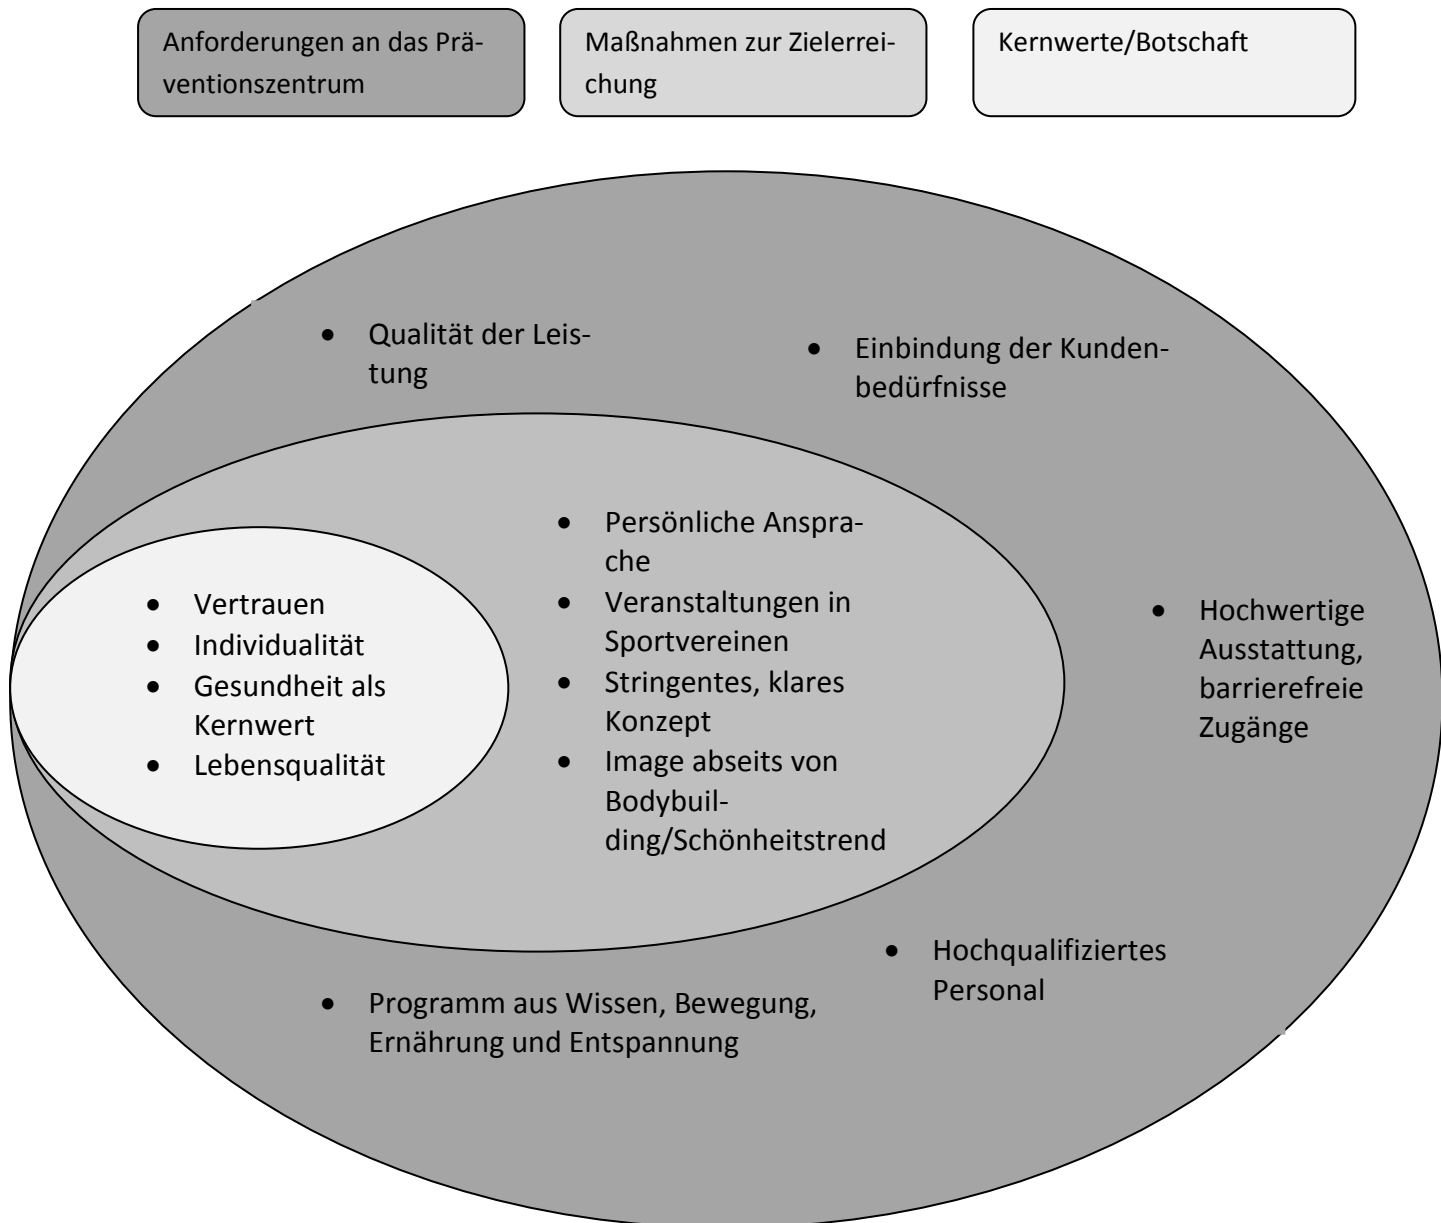 Anforderungen an das Prä-
ventionszentrum
Maßnahmen zur Zielerrei-
chung
Kernwerte/Botschaft
• Qualität der Leis-
tung
• Einbindung der Kunden-
bedürfnisse
• Persönliche Anspra-
che
• Veranstaltungen in
Sportvereinen
• Stringentes, klares
Konzept
• Image abseits von
Bodybuil-
ding/Schönheitstrend
• Vertrauen
• Individualität
• Gesundheit als
Kernwert
• Lebensqualität
• Hochwertige
Ausstattung,
barrierefreie
Zugänge
• Hochqualifiziertes
Personal
• Programm aus Wissen, Bewegung,
Ernährung und Entspannung